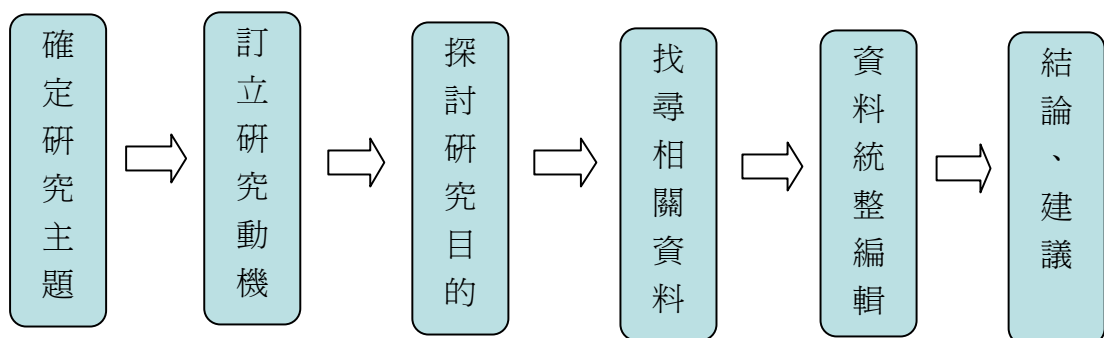 確定研究主題
訂立研究動機
探討研究目的
找尋相關資料
資料統整編輯
結論、建議